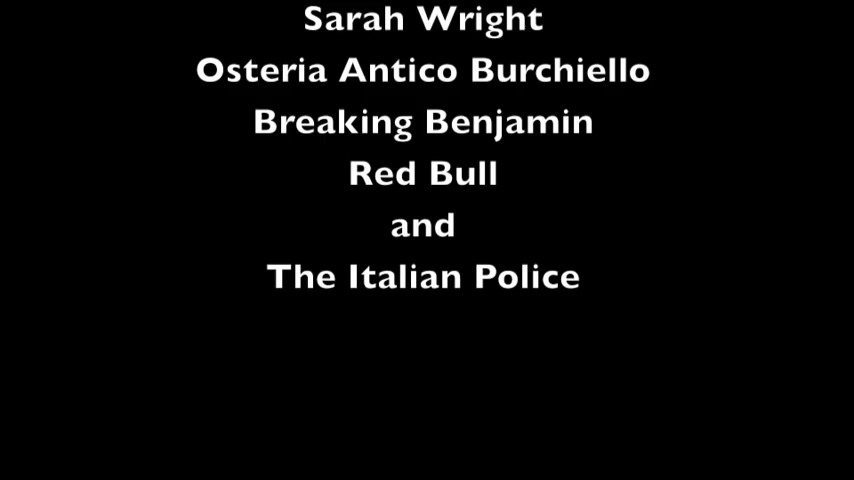 Sarah Wright
Osteria Antico Burchiello
Breaking Benjamin
Red Bull
and
The Italian Police